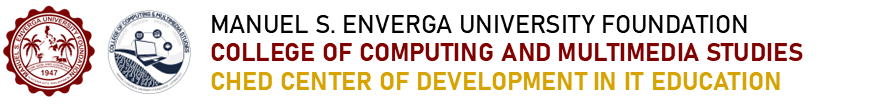 MANUEL S. ENVERGA UNIVERSITY FOUNDATION
1947
COLLEGE OF COMPUTING & MULTIMEDIA STUDIES
MANUEL S. ENVERGA UNIVERSITY FOUNDATION
COLLEGE OF COMPUTING AND MULTIMEDIA STUDIES
CHED CENTER OF DEVELOPMENT IN IT EDUCATION